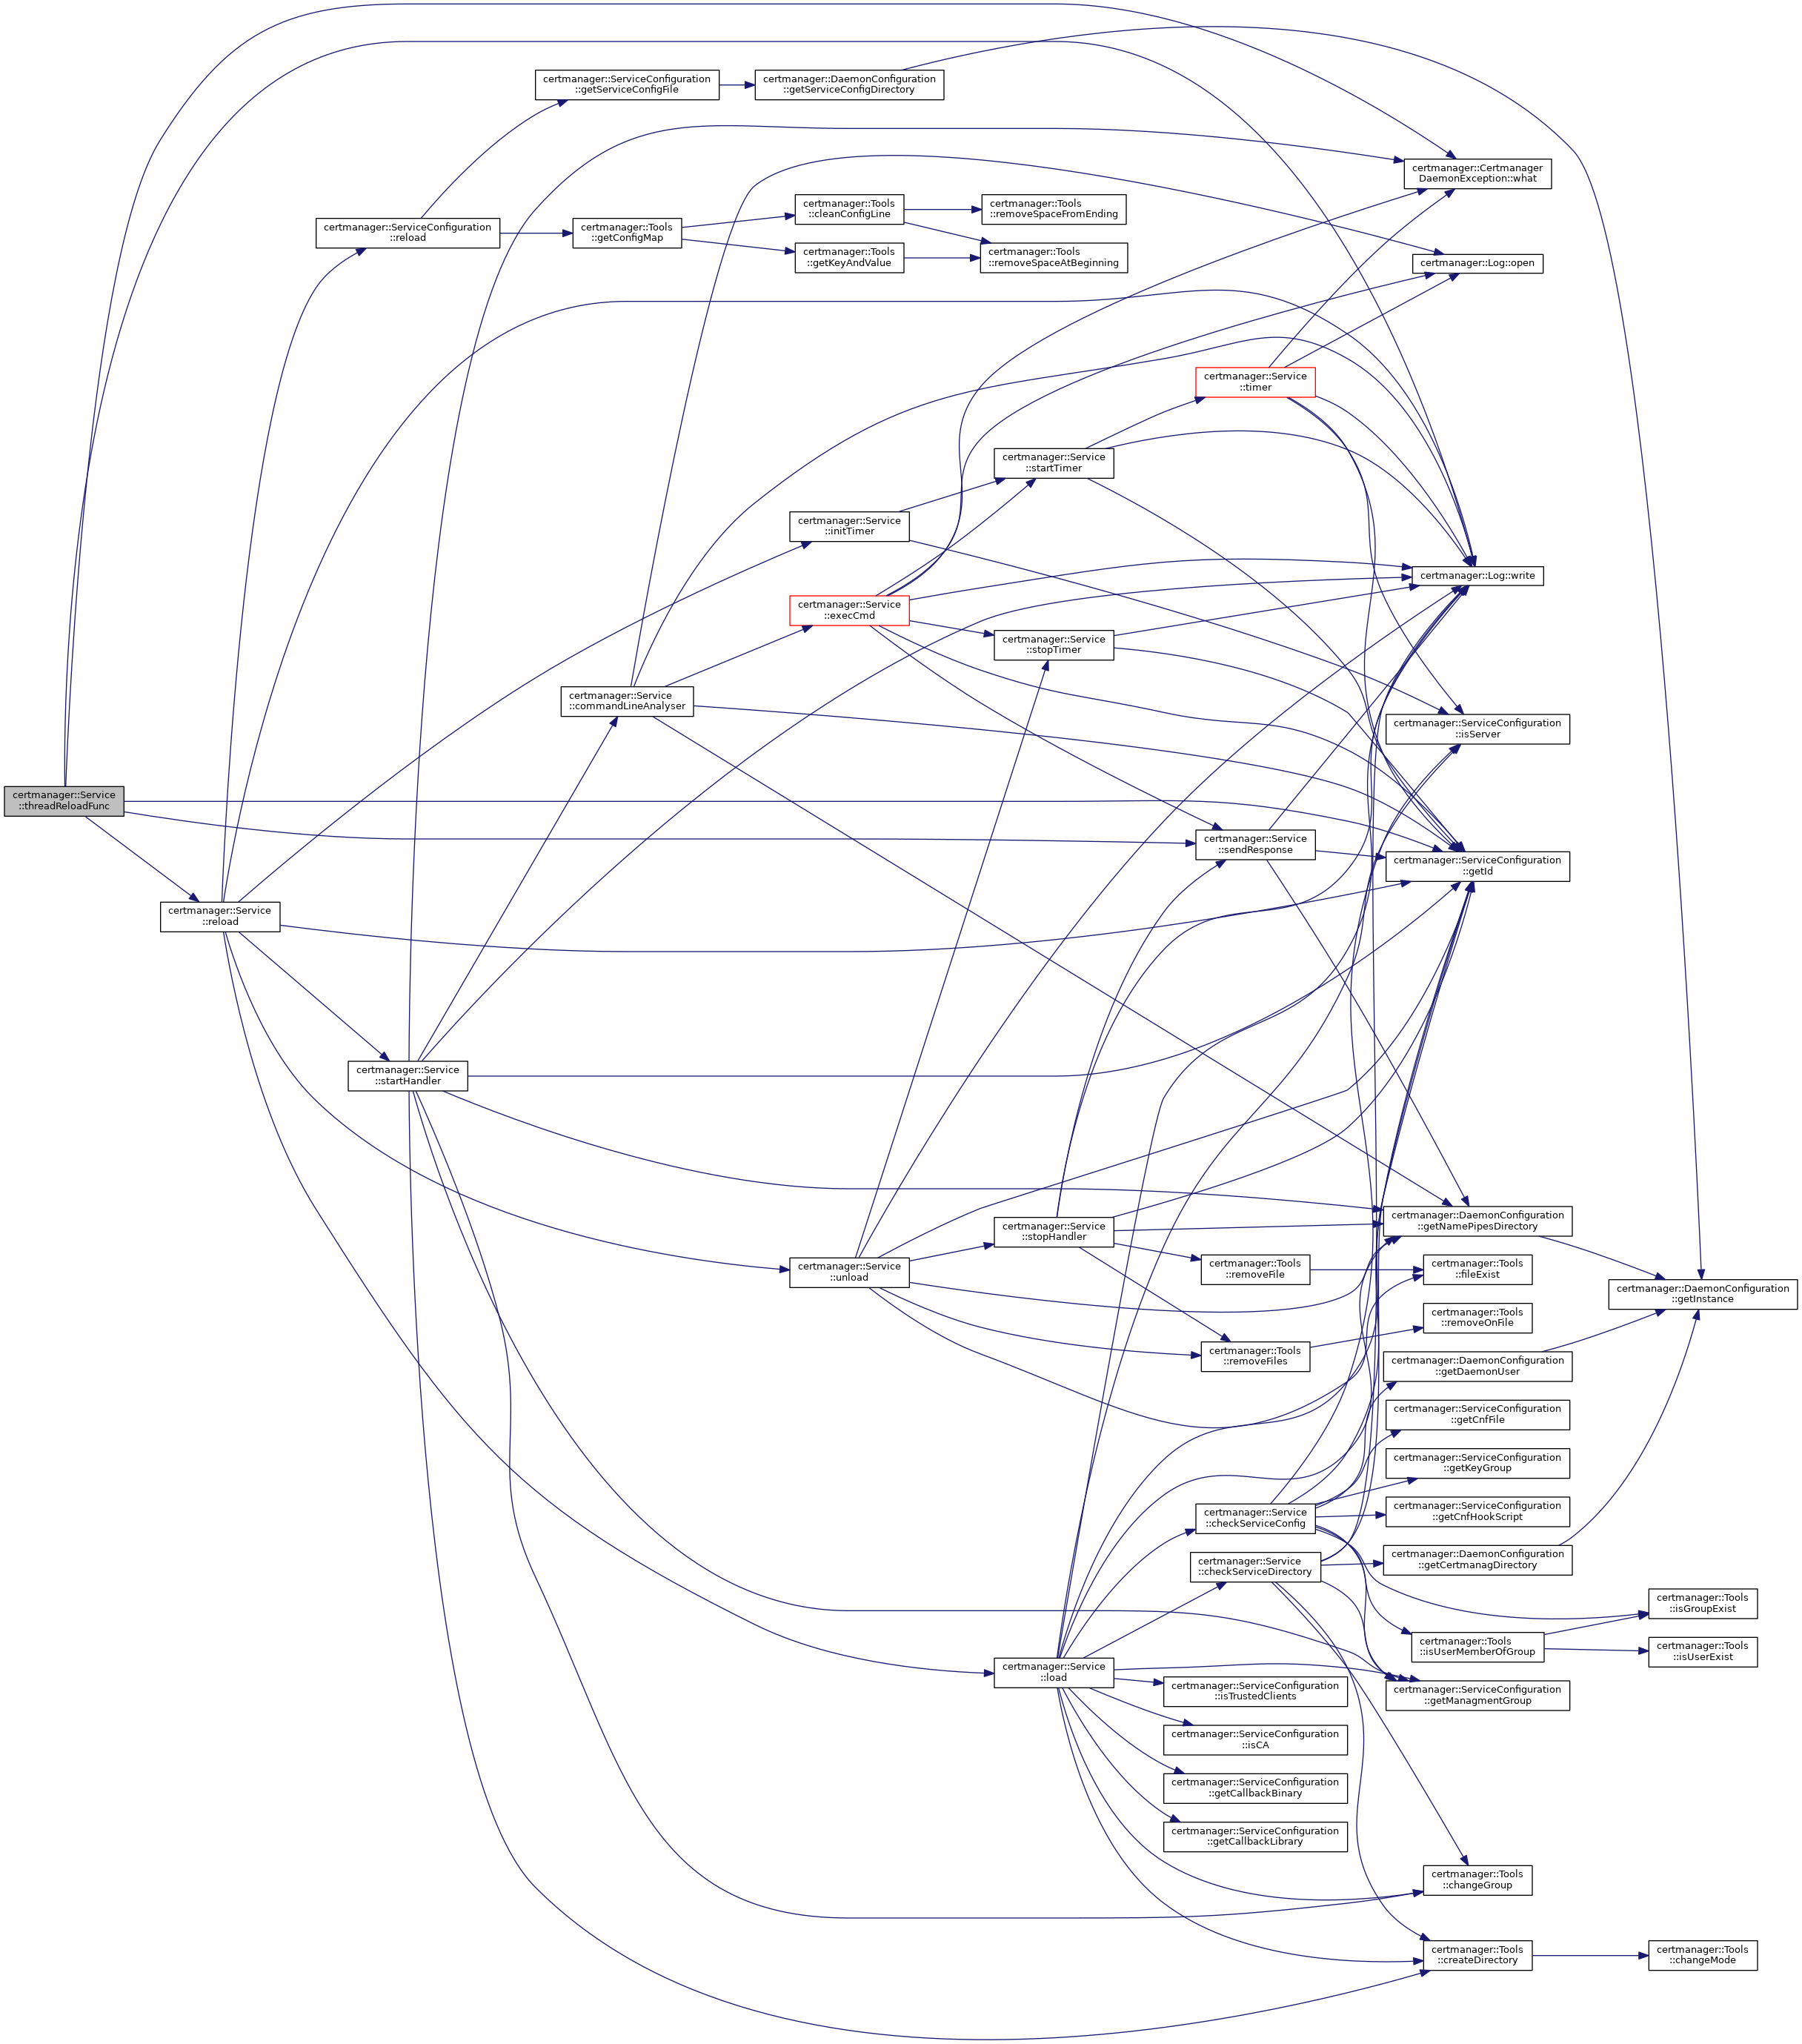 certmanager::ServiceConfiguration
::getServiceConfigFile
certmanager::DaemonConfiguration
::getServiceConfigDirectory
certmanager::Certmanager
DaemonException::what
certmanager::Tools
::cleanConfigLine
certmanager::Tools
::removeSpaceFromEnding
certmanager::ServiceConfiguration
::reload
certmanager::Tools
::getConfigMap
certmanager::Tools
::getKeyAndValue
certmanager::Tools
::removeSpaceAtBeginning
certmanager::Log::open
certmanager::Service
::timer
certmanager::Service
::startTimer
certmanager::Service
::initTimer
certmanager::Log::write
certmanager::Service
::execCmd
certmanager::Service
::stopTimer
certmanager::Service
::commandLineAnalyser
certmanager::ServiceConfiguration
::isServer
certmanager::Service
::threadReloadFunc
certmanager::Service
::sendResponse
certmanager::ServiceConfiguration
::getId
certmanager::Service
::reload
certmanager::Service
::startHandler
certmanager::DaemonConfiguration
::getNamePipesDirectory
certmanager::Service
::stopHandler
certmanager::Service
::unload
certmanager::Tools
::removeFile
certmanager::Tools
::fileExist
certmanager::DaemonConfiguration
::getInstance
certmanager::Tools
::removeOnFile
certmanager::Tools
::removeFiles
certmanager::DaemonConfiguration
::getDaemonUser
certmanager::ServiceConfiguration
::getCnfFile
certmanager::ServiceConfiguration
::getKeyGroup
certmanager::Service
::checkServiceConfig
certmanager::ServiceConfiguration
::getCnfHookScript
certmanager::Service
::checkServiceDirectory
certmanager::DaemonConfiguration
::getCertmanagDirectory
certmanager::Tools
::isGroupExist
certmanager::Tools
::isUserMemberOfGroup
certmanager::Tools
::isUserExist
certmanager::Service
::load
certmanager::ServiceConfiguration
::isTrustedClients
certmanager::ServiceConfiguration
::getManagmentGroup
certmanager::ServiceConfiguration
::isCA
certmanager::ServiceConfiguration
::getCallbackBinary
certmanager::ServiceConfiguration
::getCallbackLibrary
certmanager::Tools
::changeGroup
certmanager::Tools
::createDirectory
certmanager::Tools
::changeMode